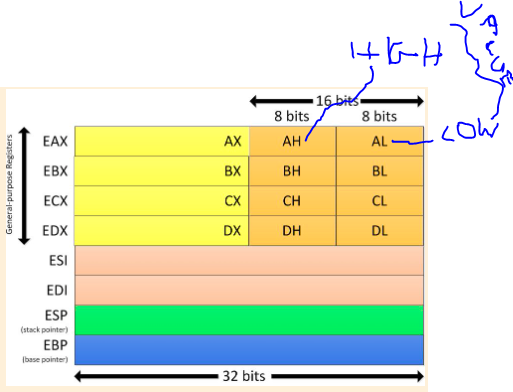 HIGH
16 bits
8 bits 8 bits
LOW
General-purpose Registers
EAX AX AH AL
EBX BX BH BL
ECX CX CH CL
EDX DX DH DL
ESI
EDI
ESP
(stack pointer)
EBP
(base pointer)
32 bits